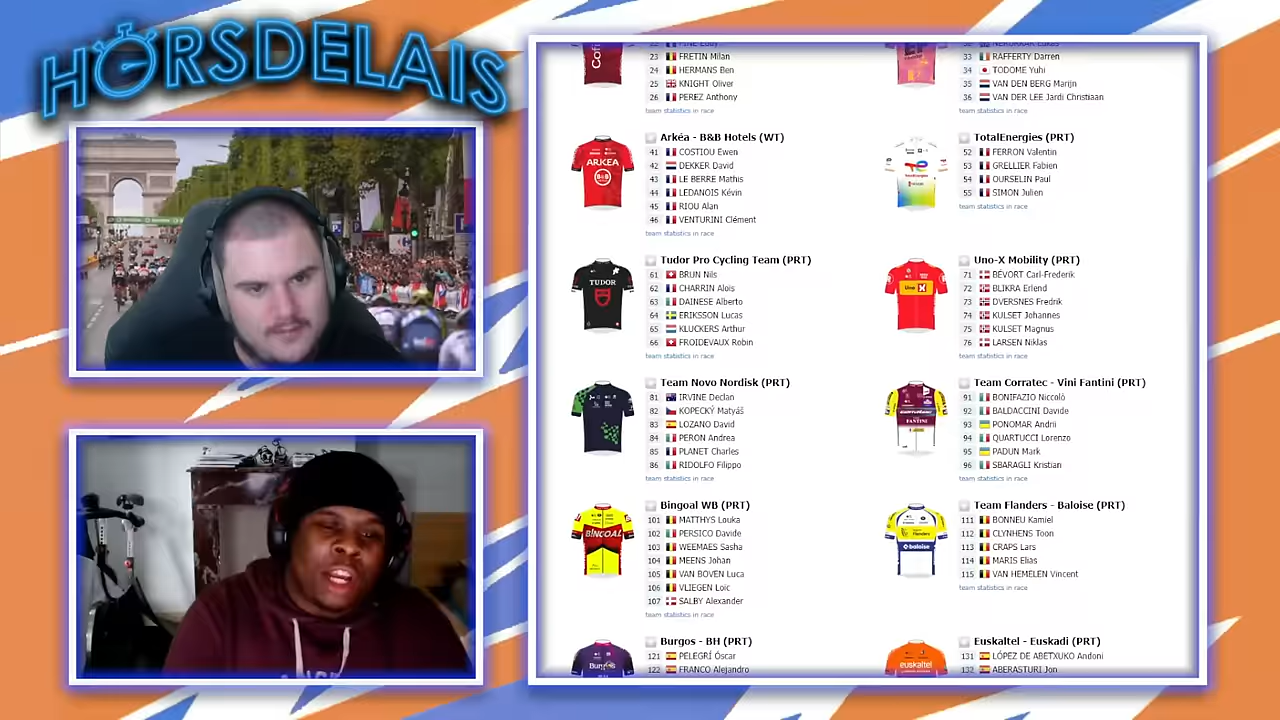 HORSDELAIS
23 FRETIN Milan
24 HERMANS Ben
25 KNIGHT Oliver
26 PEREZ Anthony
team statistics in race
33 RAFFERTY Darren
34 TODOME Yuhi
35 VAN DEN BERG Marijn
36 VAN DER LEE Jardi Christiaan
team statistics in race
Arkéa - B&B Hotels (WT)
41 COSTIOU Ewen
42 DEKKER David
43 LE BERRE Mathis
44 LEDANOIS Kévin
45 RIOU Alan
46 VENTURINI Clément
team statistics in race
ARKEA
B&B
TotalEnergies (PRT)
52 FERRON Valentin
53 GRELLIER Fabien
54 OURSELIN Paul
55 SIMON Julien
team statistics in race
Tudor Pro Cycling Team (PRT)
61 BRUN Nils
62 CHARRIN Alois
63 DAINESE Alberto
64 ERIKSSON Lucas
65 KLUCKERS Arthur
66 FROIDEVAUX Robin
team statistics in race
TUDOR
Uno-X Mobility (PRT)
71 BÉVORT Carl-Frederik
72 BLIKRA Erlend
73 DVERSNES Fredrik
74 KULSET Johannes
75 KULSET Magnus
76 LARSEN Niklas
team statistics in race
Uno X
Team Novo Nordisk (PRT)
81 IRVINE Declan
82 KOPECKÝ Matyáš
83 LOZANO David
84 PERON Andrea
85 PLANET Charles
86 RIDOLFO Filippo
team statistics in race
Team Corratec - Vini Fantini (PRT)
91 BONIFAZIO Niccolò
92 BALDACCINI Davide
93 PONOMAR Andrii
94 QUARTUCCI Lorenzo
95 PADUN Mark
96 SBARAGLI Kristian
team statistics in race
FANTINI
Bingoal WB (PRT)
101 MATTHYS Louka
102 PERSICO Davide
103 WEEMAES Sasha
104 MEENS Johan
105 VAN BOVEN Luca
106 VLIEGEN Loic
107 SALBY Alexander
team statistics in race
BINGOAL
Team Flanders - Baloise (PRT)
111 BONNEU Kamiel
112 CLYNHENS Toon
113 CRAPS Lars
114 MARIS Elias
115 VAN HEMELEN Vincent
team statistics in race
Flanders
baloise
Burgos - BH (PRT)
121 PELEGRÍ Óscar
122 FRANCO Alejandro
Burgos
Euskaltel - Euskadi (PRT)
131 LÓPEZ DE ABETXUKO Andoni
132 ABERASTURI Jon
euskaltel